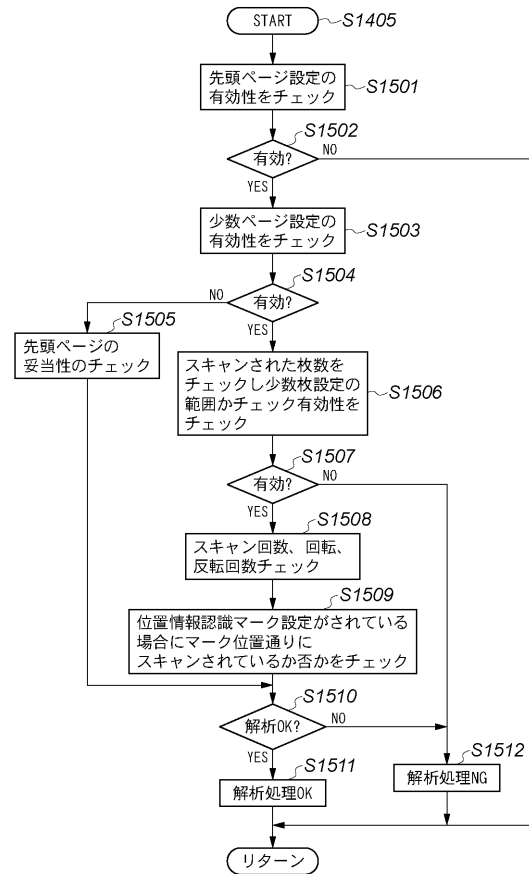 START
S1405
先頭ページ設定の
有効性をチェック
S1501
S1502
有効?
NO
YES
少数ページ設定の
有効性をチェック
S1503
S1504
有効?
NO
YES
S1505
先頭ページの
妥当性のチェック
スキャンされた枚数を
チェックし少数枚設定の
範囲かチェック有効性を
チェック
S1506
S1507
有効?
NO
YES
S1508
スキャン回数、回転、
反転回数チェック
S1509
位置情報認識マーク設定がされている
場合にマーク位置通りに
スキャンされているか否かをチェック
S1510
解析OK?
NO
YES
S1511
解析処理OK
S1512
解析処理NG
リターン